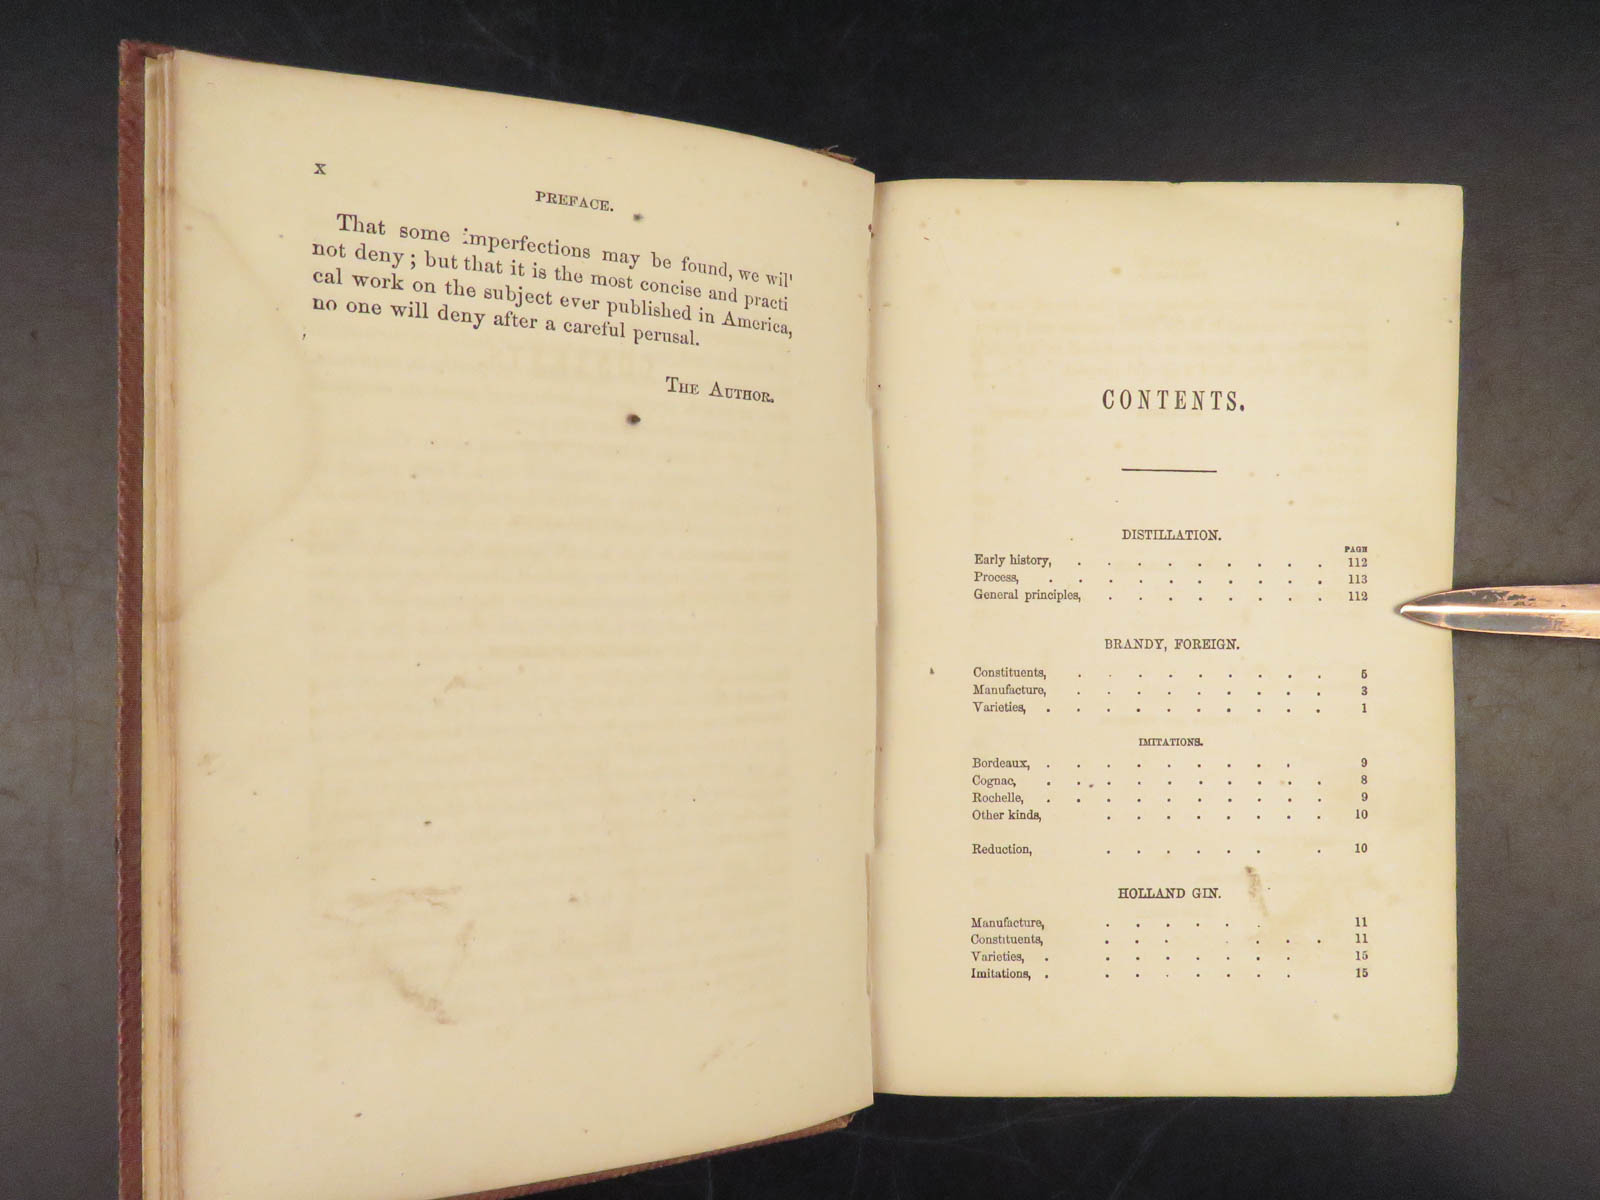 x
PREFACE.
That some imperfections may be found, we wil'
not deny; but that it is the most concise and practi
cal work on the subject ever published in America,
no one will deny after a careful perusal.
THE AUTHOR.
CONTENTS.
DISTILLATION.
PAGE
Early history, . . . . . . . . . 112
Process, . . . . . . . . . . 113
General principles, . . . . . . . . 112
BRANDY, FOREIGN.
Constituents, . . . . . . . . . 5
Manufacture, . . . . . . . . . 3
Varieties, . . . . . . . . . . 1
IMITATIONS.
Bordeaux, . . . . . . . . . 9
Cognac, . . . . . . . . . . 8
Rochelle, . . . . . . . . . . 9
Other kinds, . . . . . . . . 10
Reduction, . . . . . . . 10
HOLLAND GIN.
Manufacture, . . . . . . 11
Constituents, . . . . . . . 11
Varieties, . . . . . . . . 15
Imitations, . . . . . . . . 15